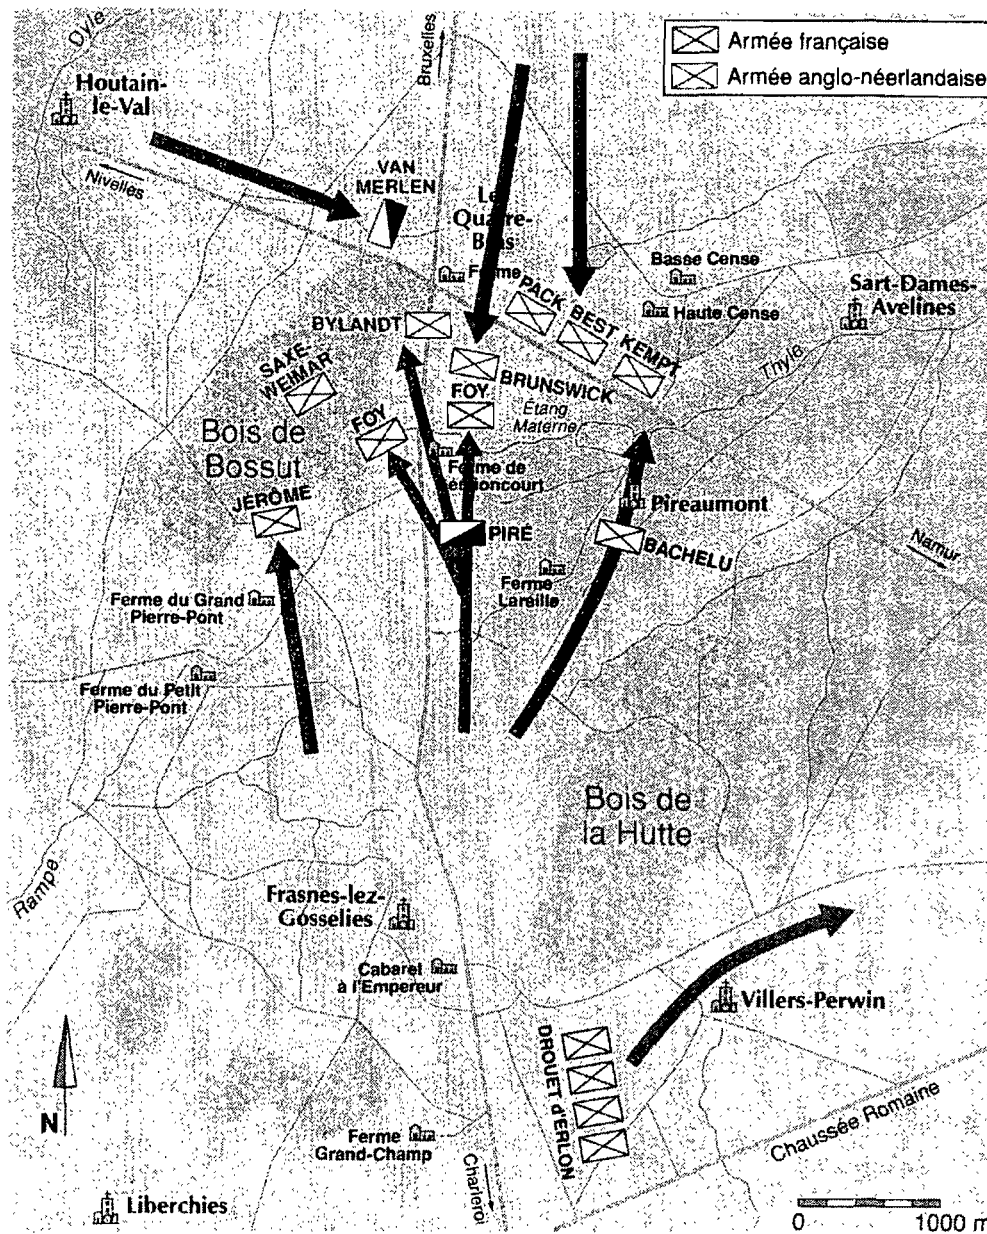 Armée française
Armée anglo-néerlandaise
Dyle
Houtain-
le-Val
Bruxelles
Nivelles
VAN
MERLEN
Quatre-
Bras
Ferme
Basse Cense
Haute Cense
Sart-Dames-
Avelines
PACK
BEST
KEMPT
BYLANDT
BRUNSWICK
SAXE-
WEIMAR
FOY
FOY
Étang
Materne
Thyle
Bois de
Bossut
Ferme de
JÉRÔME
PIRÉ
Pireaumont
BACHELU
Namur
Ferme
Lareille
Ferme du Grand
Pierre-Pont
Ferme du Petit
Pierre-Pont
Bois de
la Hutte
Rampe
Frasnes-lez-
Gosselies
Cabaret
à l'Empereur
Villers-Perwin
DROUET d'ERLON
N
Ferme
Grand-Champ
Charleroi
Chaussée Romaine
Liberchies
0 1000 m